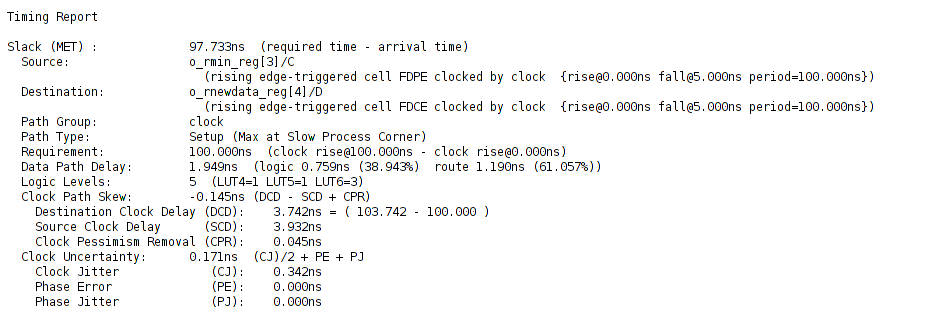 Timing Report
Slack (MET) : 97.733ns (required time - arrival time)
Source: o_rmin_reg[3]/C
(rising edge-triggered cell FDPE clocked by clock {rise@0.000ns fall@5.000ns period=100.000ns})
Destination: o_rnewdata_reg[4]/D
(rising edge-triggered cell FDCE clocked by clock {rise@0.000ns fall@5.000ns period=100.000ns})
Path Group: clock
Path Type: Setup (Max at Slow Process Corner)
Requirement: 100.000ns (clock rise@100.000ns - clock rise@0.000ns)
Data Path Delay: 1.949ns (logic 0.759ns (38.943%) route 1.190ns (61.057%))
Logic Levels: 5 (LUT4=1 LUT5=1 LUT6=3)
Clock Path Skew: -0.145ns (DCD - SCD + CPR)
Destination Clock Delay (DCD): 3.742ns = ( 103.742 - 100.000 )
Source Clock Delay (SCD): 3.932ns
Clock Pessimism Removal (CPR): 0.045ns
Clock Uncertainty: 0.171ns (CJ)/2 + PE + PJ
Clock Jitter (CJ): 0.342ns
Phase Error (PE): 0.000ns
Phase Jitter (PJ): 0.000ns